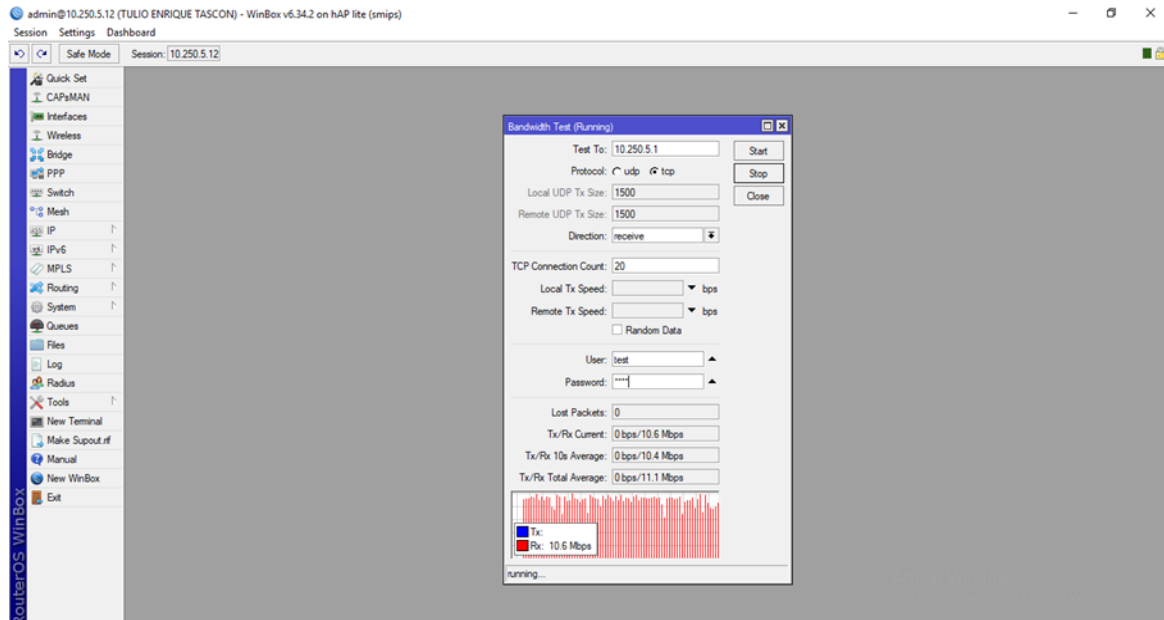 admin@10.250.5.12 (TULIO ENRIQUE TASCON) - WinBox v6.34.2 on hAP lite (smips)
Session Settings Dashboard
Safe Mode Session: 10.250.5.12
Quick Set
CAPsMAN
Interfaces
Wireless
Bridge
PPP
Switch
Mesh
IP
IPv6
MPLS
Routing
System
Queues
Files
Log
Radius
Tools
New Terminal
Make Supout.rif
Manual
New WinBox
Exit
RouterOS WinBox
Bandwidth Test (Running)
Test To: 10.250.5.1 Start
Protocol: udp tcp Stop
Local UDP Tx Size: 1500 Close
Remote UDP Tx Size: 1500
Direction: receive
TCP Connection Count: 20
Local Tx Speed: bps
Remote Tx Speed: bps
Random Data
User: test
Password: ****
Lost Packets: 0
Tx/Rx Current: 0 bps/10.6 Mbps
Tx/Rx 10s Average: 0 bps/10.4 Mbps
Tx/Rx Total Average: 0 bps/11.1 Mbps
Tx:
Rx: 10.6 Mbps
running...